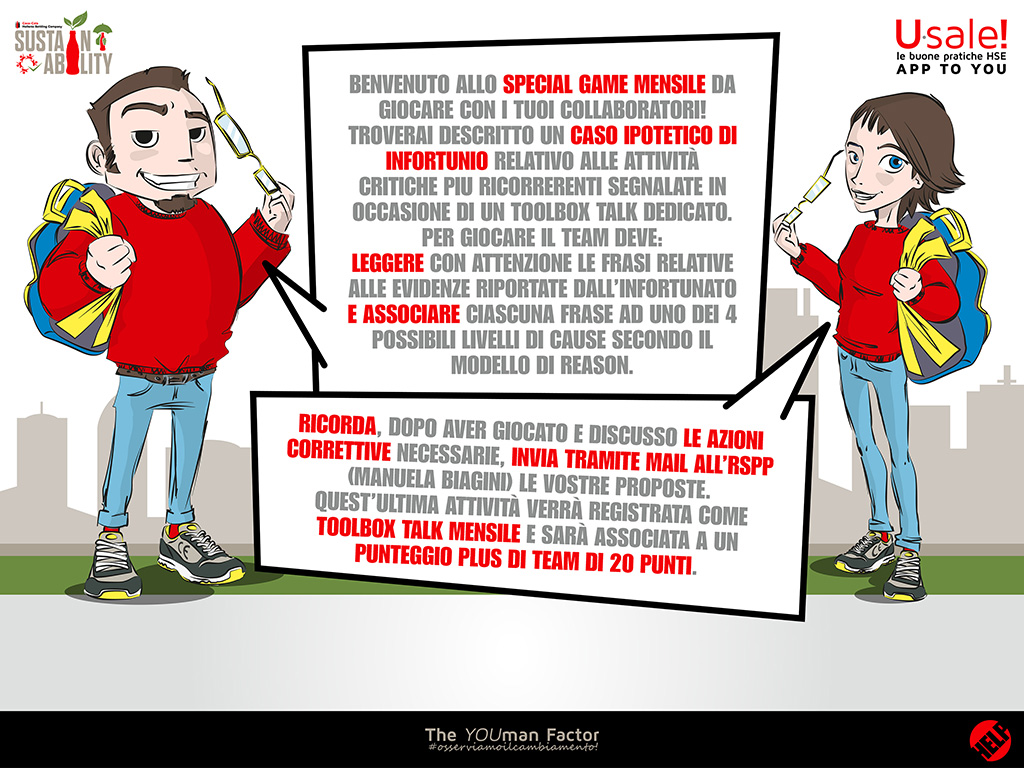 Coca-Cola
Hellenic Bottling Company
SUSTAIN
ABILITY
U·sale!
le buone pratiche HSE
APP TO YOU
BENVENUTO ALLO SPECIAL GAME MENSILE DA
GIOCARE CON I TUOI COLLABORATORI!
TROVERAI DESCRITTO UN CASO IPOTETICO DI
INFORTUNIO RELATIVO ALLE ATTIVITÀ
CRITICHE PIU RICORRERENTI SEGNALATE IN
OCCASIONE DI UN TOOLBOX TALK DEDICATO.
PER GIOCARE IL TEAM DEVE:
LEGGERE CON ATTENZIONE LE FRASI RELATIVE
ALLE EVIDENZE RIPORTATE DALL'INFORTUNATO
E ASSOCIARE CIASCUNA FRASE AD UNO DEI 4
POSSIBILI LIVELLI DI CAUSE SECONDO IL
MODELLO DI REASON.
RICORDA, DOPO AVER GIOCATO E DISCUSSO LE AZIONI
CORRETTIVE NECESSARIE, INVIA TRAMITE MAIL ALL'RSPP
(MANUELA BIAGINI) LE VOSTRE PROPOSTE.
QUEST'ULTIMA ATTIVITÀ VERRÀ REGISTRATA COME
TOOLBOX TALK MENSILE E SARÀ ASSOCIATA A UN
PUNTEGGIO PLUS DI TEAM DI 20 PUNTI.
The YOUman Factor
#osserviamoilcambiamento!
HELP